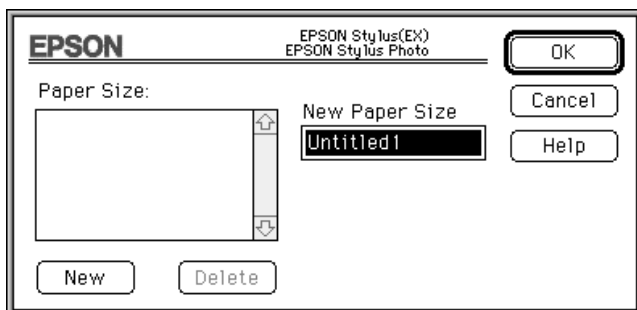 EPSON
EPSON Stylus(EX)
EPSON Stylus Photo
OK
Paper Size:
Cancel
New Paper Size
Untitled1
Help
New
Delete